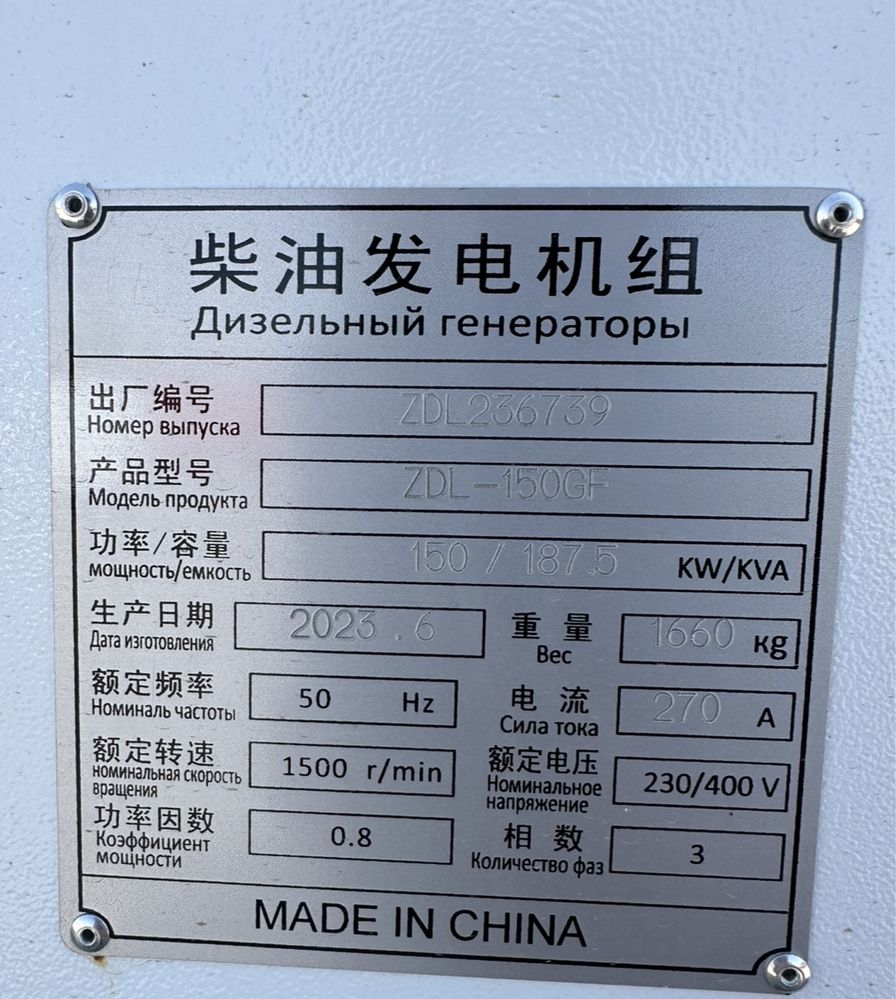 柴油发电机组
Дизельный генераторы
出厂编号
Номер выпуска
ZDL236739
产品型号
Модель продукта
ZDL-150GF
功率/容量
мощность/емкость
150 / 187.5 KW/KVA
生产日期
Дата изготовления
2023.6
重量
Вес
1660 kg
额定频率
Номиналь частоты
50 Hz
电流
Сила тока
270 A
额定转速
номинальная скорость
вращения
1500 r/min
额定电压
Номинальное
напряжение
230/400 V
功率因数
Коэффициент
мощности
0.8
相数
Количество фаз
3
MADE IN CHINA